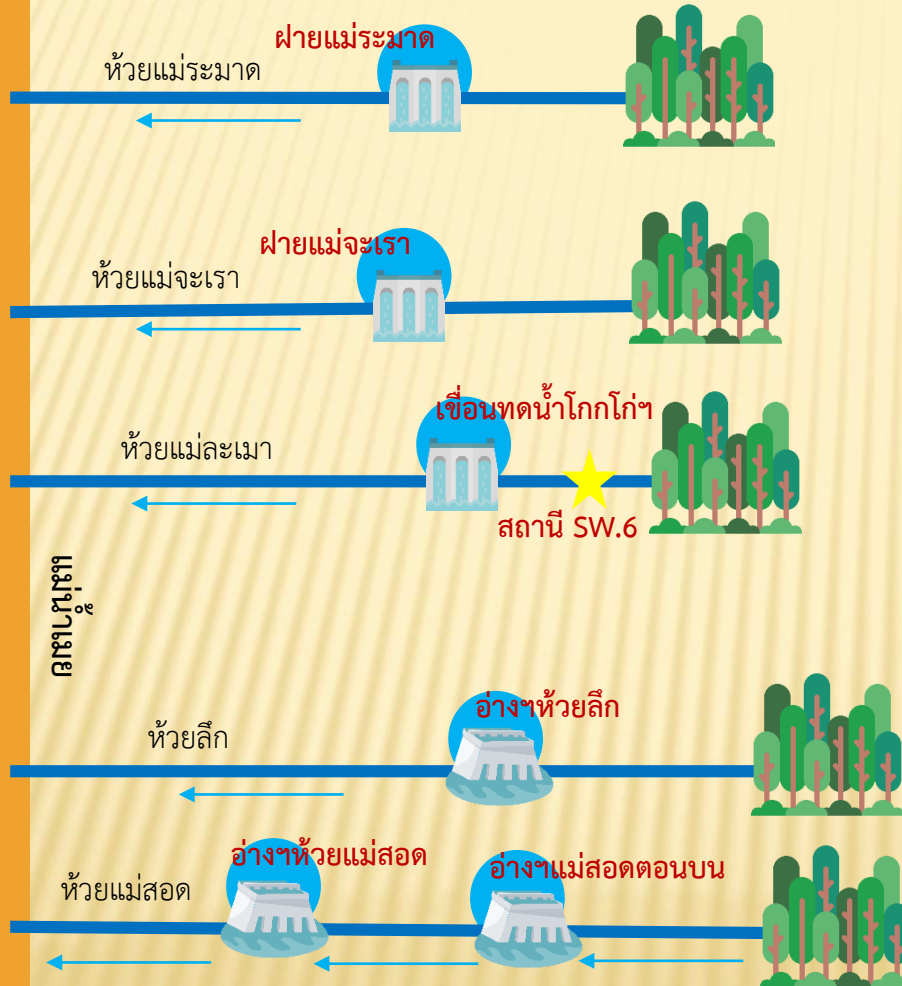 ฝายแม่ระมาด
ห้วยแม่ระมาด
ฝายแม่จะเรา
ห้วยแม่จะเรา
เขื่อนทดน้ำโกกโก่ฯ
ห้วยแม่ละเมา
สถานี SW.6
แม่น้ำเมย
อ่างฯห้วยลึก
ห้วยลึก
อ่างฯห้วยแม่สอด
อ่างฯแม่สอดตอนบน
ห้วยแม่สอด